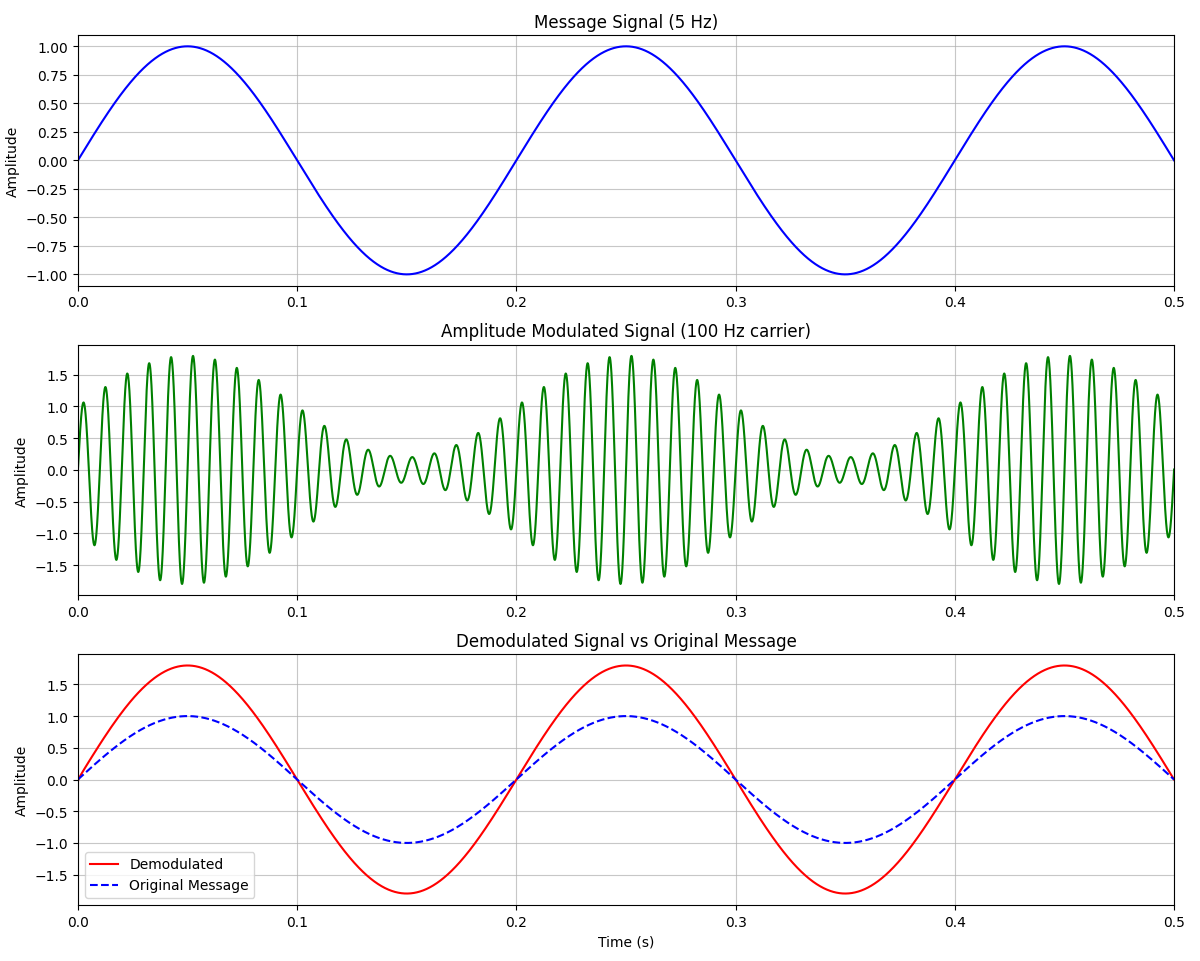 Message Signal (5 Hz)
Amplitude
1.00
0.75
0.50
0.25
0.00
−0.25
−0.50
−0.75
−1.00
0.0 0.1 0.2 0.3 0.4 0.5
Amplitude Modulated Signal (100 Hz carrier)
Amplitude
1.5
1.0
0.5
0.0
−0.5
−1.0
−1.5
0.0 0.1 0.2 0.3 0.4 0.5
Demodulated Signal vs Original Message
Amplitude
1.5
1.0
0.5
0.0
−0.5
−1.0
−1.5
Demodulated
Original Message
0.0 0.1 0.2 0.3 0.4 0.5
Time (s)